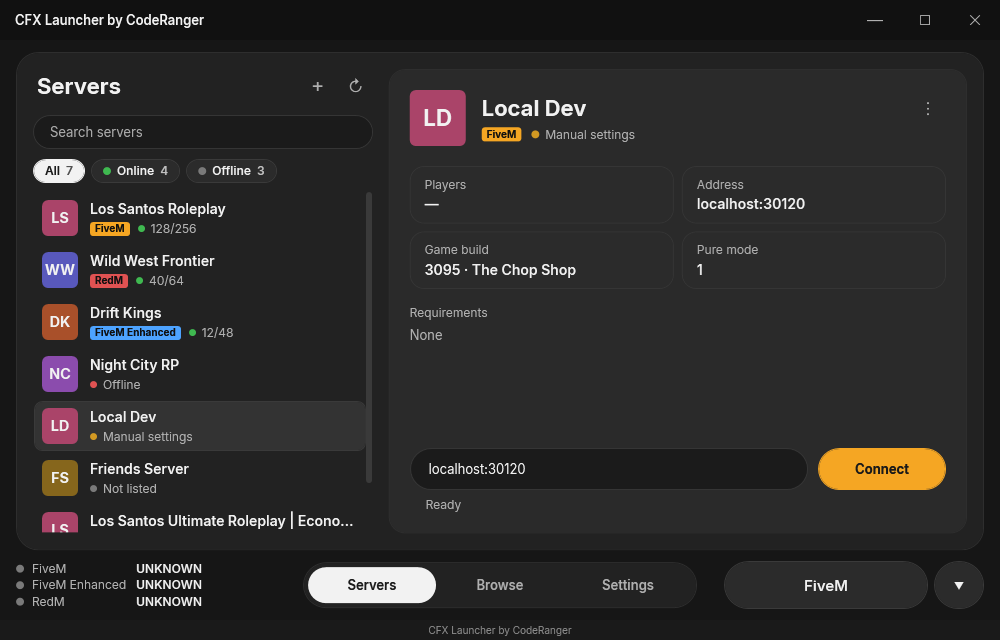 CFX Launcher by CodeRanger
Servers
Search servers
All 7
Online 4
Offline 3
LS
Los Santos Roleplay
FiveM 128/256
WW
Wild West Frontier
RedM 40/64
DK
Drift Kings
FiveM Enhanced 12/48
NC
Night City RP
Offline
LD
Local Dev
Manual settings
FS
Friends Server
Not listed
LS
Los Santos Ultimate Roleplay | Econo...
LD
Local Dev
FiveM Manual settings
Players
—
Address
localhost:30120
Game build
3095 · The Chop Shop
Pure mode
1
Requirements
None
localhost:30120
Connect
Ready
FiveM UNKNOWN
FiveM Enhanced UNKNOWN
RedM UNKNOWN
Servers
Browse
Settings
FiveM
CFX Launcher by CodeRanger